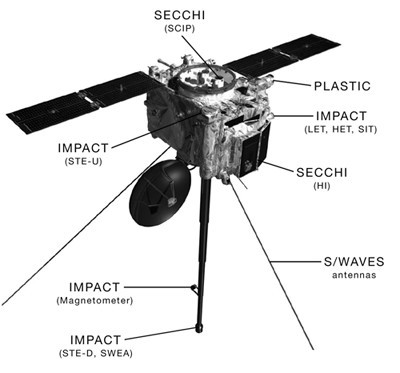 SECCHI
(SCIP)
PLASTIC
IMPACT
(LET, HET, SIT)
IMPACT
(STE-U)
SECCHI
(HI)
S/WAVES
antennas
IMPACT
(Magnetometer)
IMPACT
(STE-D, SWEA)